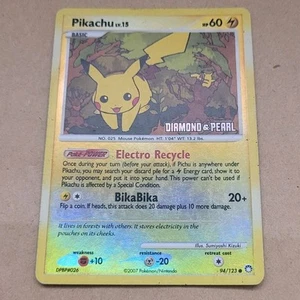 Pikachu LV.15
HP 60
BASIC
DIAMOND & PEARL
NO. 025 Mouse Pokémon HT: 1'04" WT: 13.2 lbs.
POKé-POWER Electro Recycle
Once during your turn (before your attack), if Pichu is anywhere under
Pikachu, you may search your discard pile for a Energy card, show it to
your opponent, and put it into your hand. This power can't be used if
Pikachu is affected by a Special Condition.
BikaBika 20+
Flip a coin. If heads, this attack does 20 damage plus 10 more damage.
It lives in forests with others. It stores electricity in the
pouches on its cheeks.
Illus. Sumiyoshi Kizuki
weakness
+10
resistance
-20
retreat cost
DPBP#026
©2007 Pokémon/Nintendo
94/123